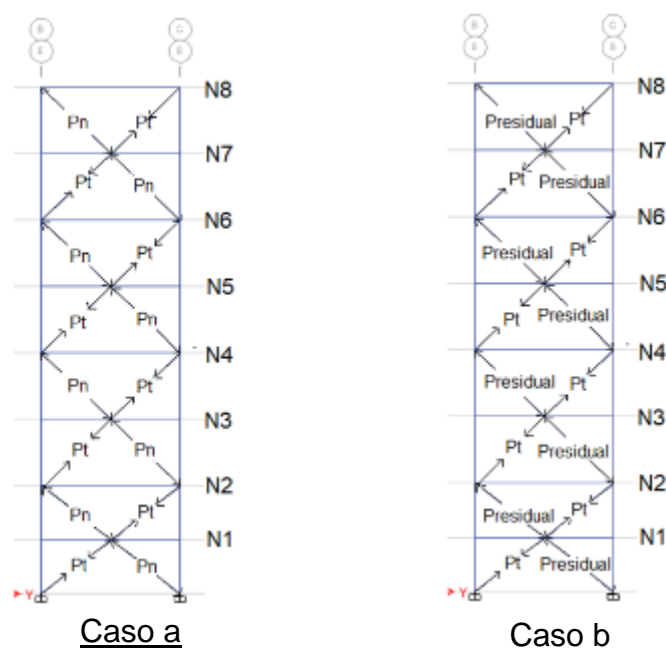 B C B C
E E E E
N8 N8
Pn Pt Presidual Pt
N7 N7
Pt Pn Pt Presidual
N6 N6
Pn Pt Presidual Pt
N5 N5
Pt Pn Pt Presidual
N4 N4
Pn Pt Presidual Pt
N3 N3
Pt Pn Pt Presidual
N2 N2
Pn Pt Presidual Pt
N1 N1
Pt Pn Pt Presidual
Y Y
Caso a Caso b